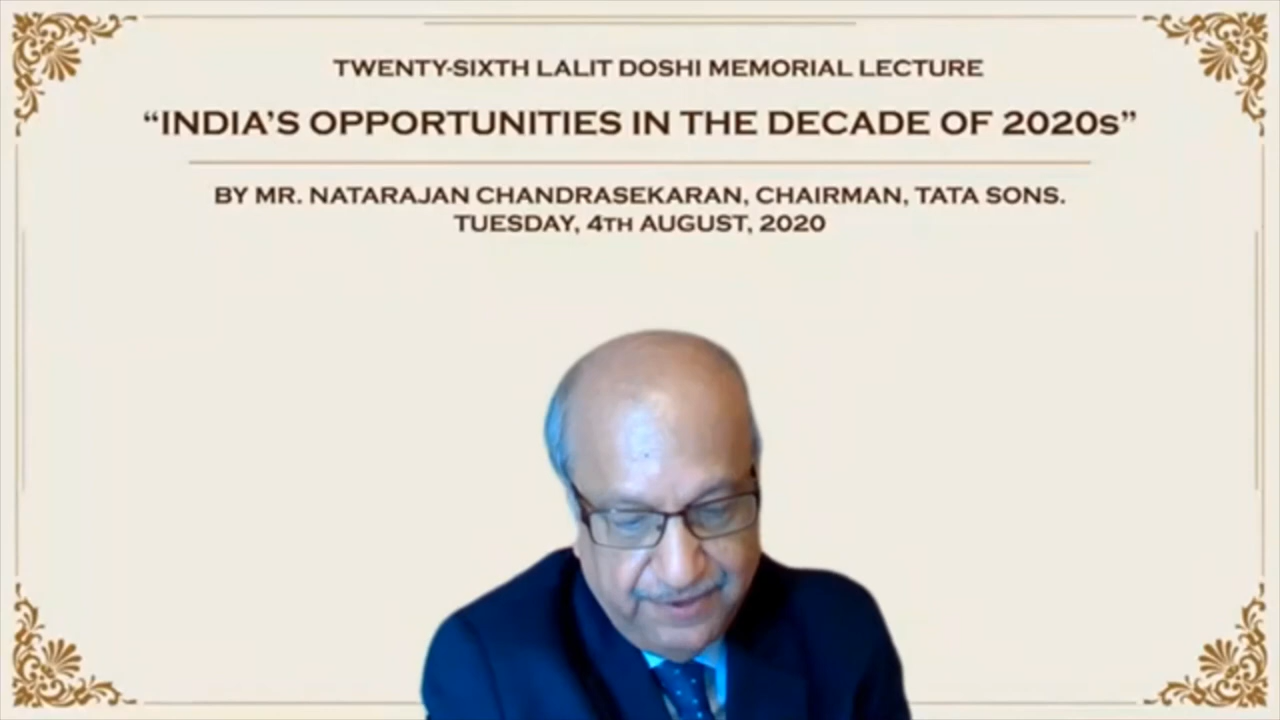 TWENTY-SIXTH LALIT DOSHI MEMORIAL LECTURE
“INDIA’S OPPORTUNITIES IN THE DECADE OF 2020s”
BY MR. NATARAJAN CHANDRASEKARAN, CHAIRMAN, TATA SONS.
TUESDAY, 4TH AUGUST, 2020